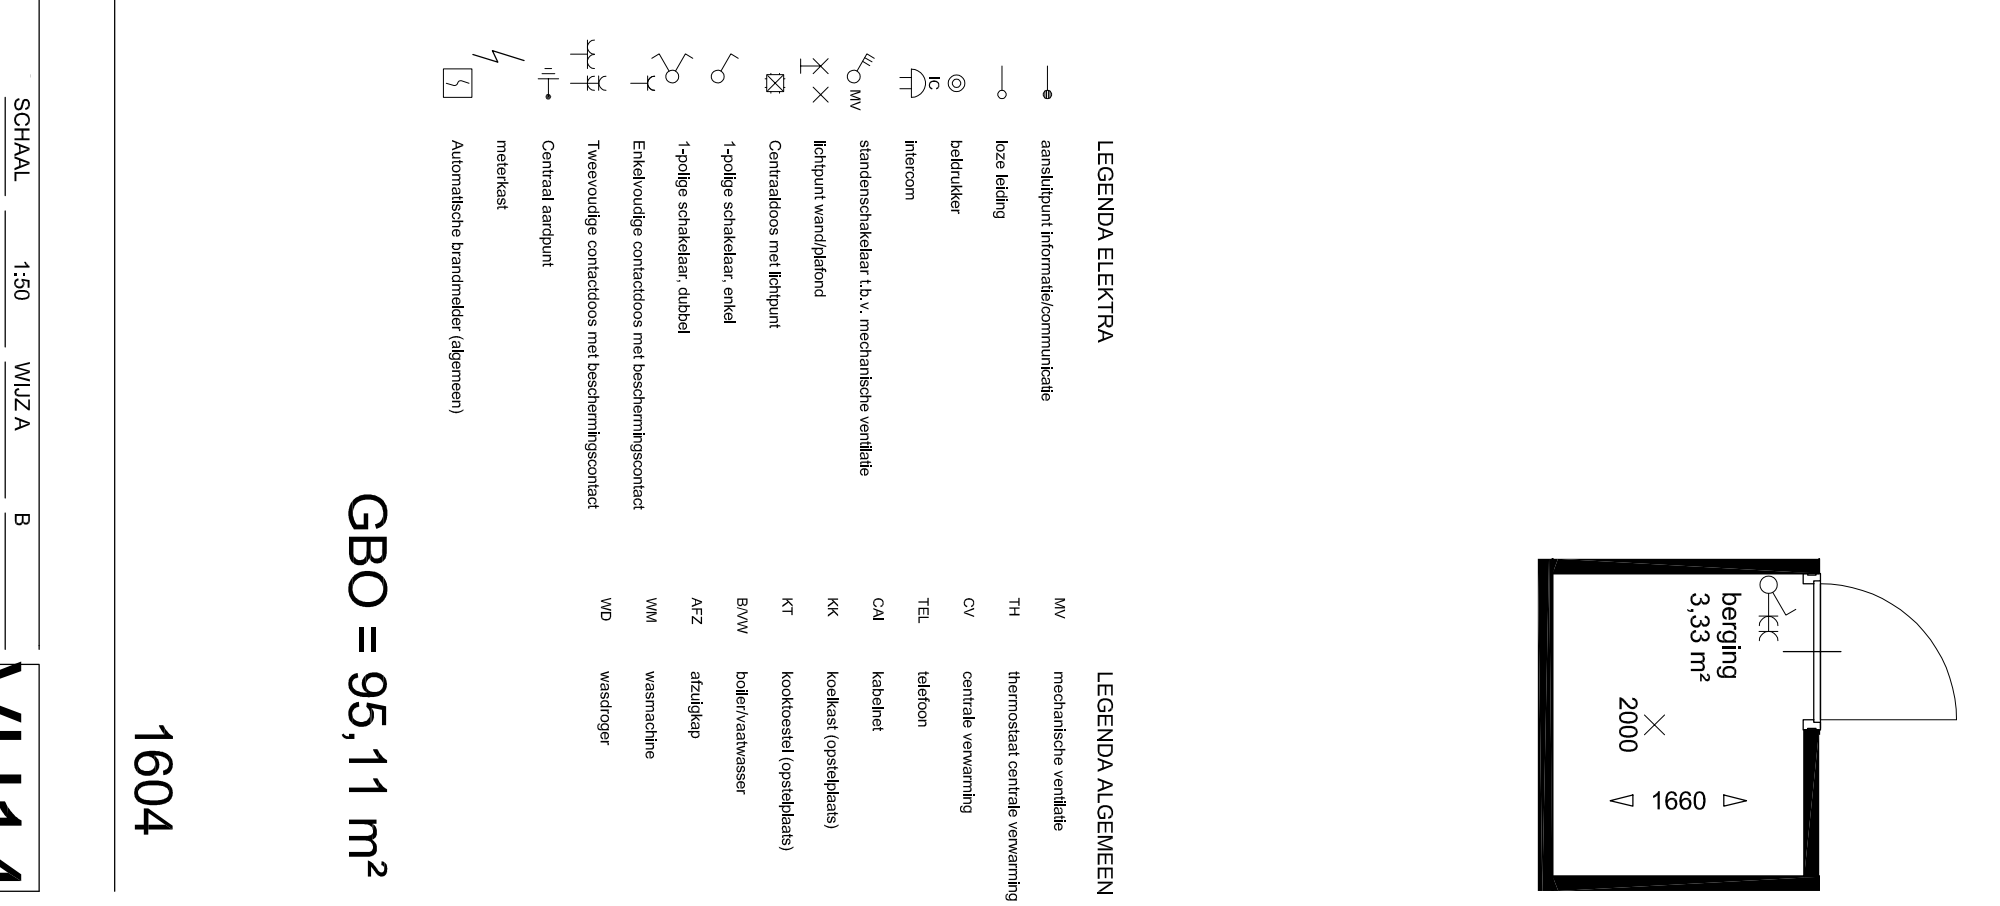 LEGENDA ELEKTRA
aansluitpunt informatie/communicatie
loze leiding
beldrukker
IC
intercom
MV
standenschakelaar t.b.v. mechanische ventilatie
lichtpunt wand/plafond
Centraaldoos met lichtpunt
1-polige schakelaar, enkel
1-polige schakelaar, dubbel
Enkelvoudige contactdoos met beschermingscontact
Tweevoudige contactdoos met beschermingscontact
Centraal aardpunt
meterkast
Automatische brandmelder (algemeen)
LEGENDA ALGEMEEN
MV mechanische ventilatie
TH thermostaat centrale verwarming
CV centrale verwarming
TEL telefoon
CAI kabelnet
KK koelkast (opstelplaats)
KT kooktoestel (opstelplaats)
B/VW boiler/vaatwasser
AFZ afzuigkap
WM wasmachine
WD wasdroger
berging
3,33 m²
2000
1660
GBO = 95,11 m²
1604
SCHAAL 1:50 WIJZ A B